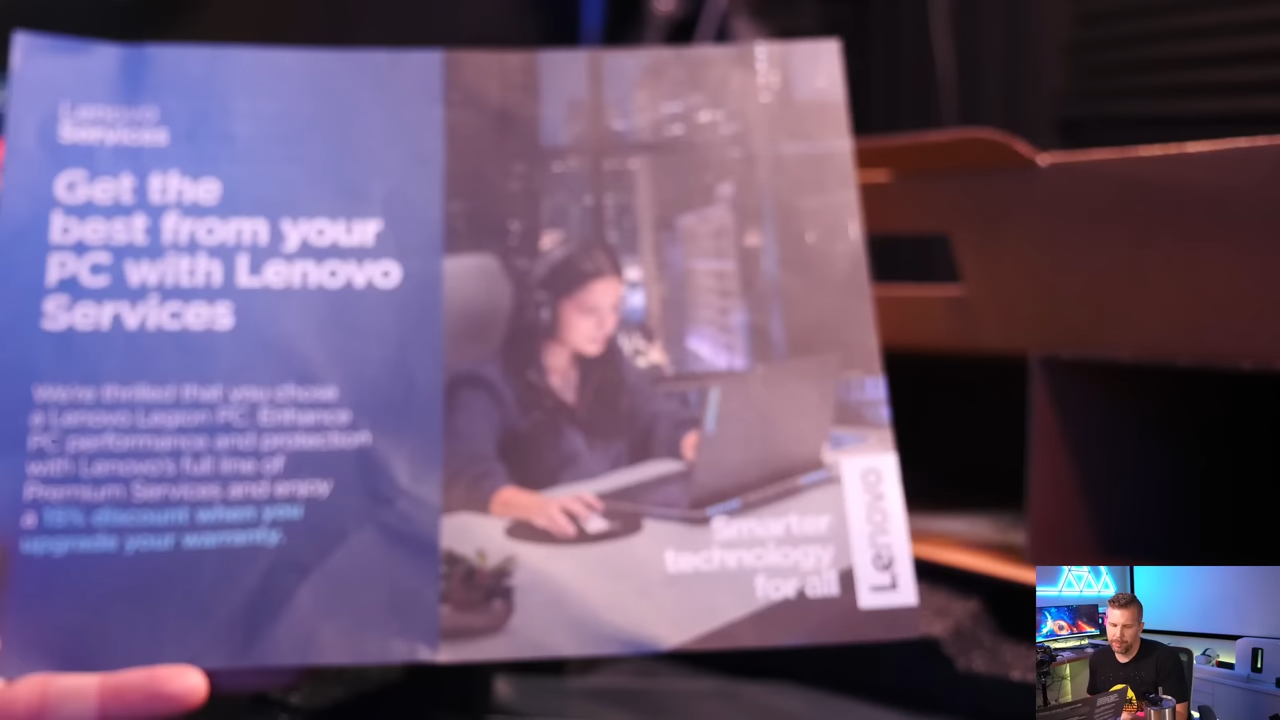 Lenovo
Services
Get the
best from your
PC with Lenovo
Services
We're thrilled that you chose
a Lenovo Legion PC. Enhance
PC performance and protection
with Lenovo's full line of
Premium Services and enjoy
a 15% discount when you
upgrade your warranty.
Smarter
technology
for all
Lenovo